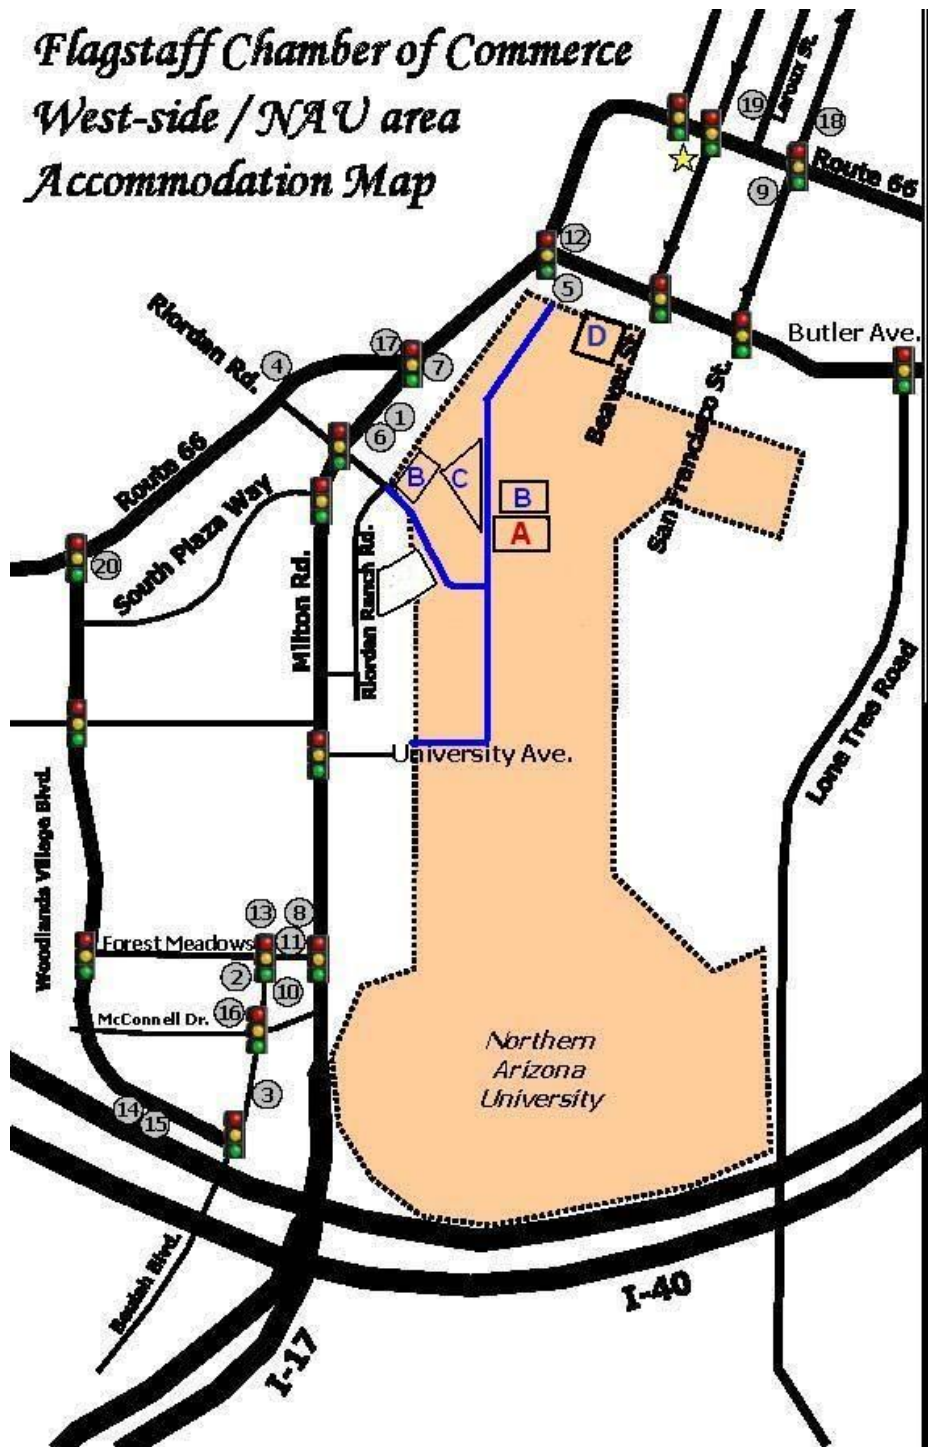 Flagstaff Chamber of Commerce
West-side / NAU area
Accommodation Map
19
Leroux St.
18
Route 66
9
12
5
Riordan Rd.
D
Butler Ave.
17
4
7
Beaver St.
San Francisco St.
1
6
Route 66
B
C
B
A
South Plaza Way
20
Milton Rd.
Riordan Ranch Rd.
University Ave.
Lone Tree Road
Woodlands Village Blvd.
13
8
Forest Meadows
11
2
10
McConnell Dr.
16
Northern
Arizona
University
3
14
15
Beulah Blvd.
I-40
I-17